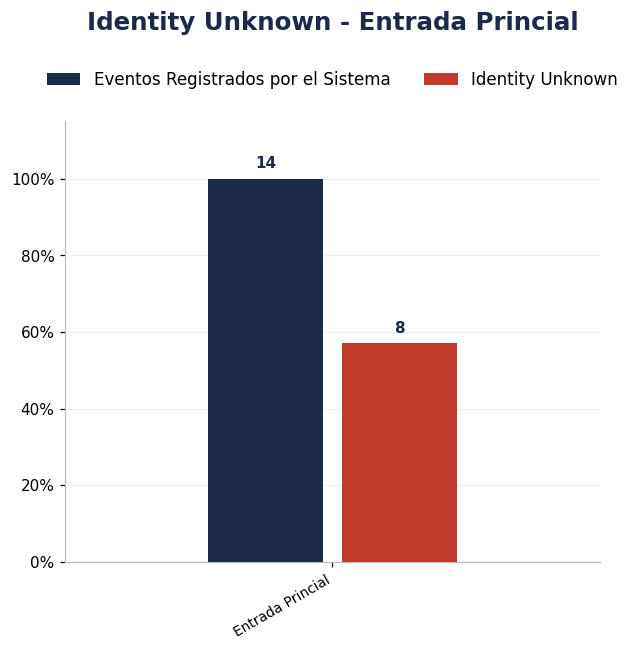 Identity Unknown - Entrada Princial
Eventos Registrados por el Sistema
Identity Unknown
14
100%
80%
8
60%
40%
20%
0%
Entrada Princial